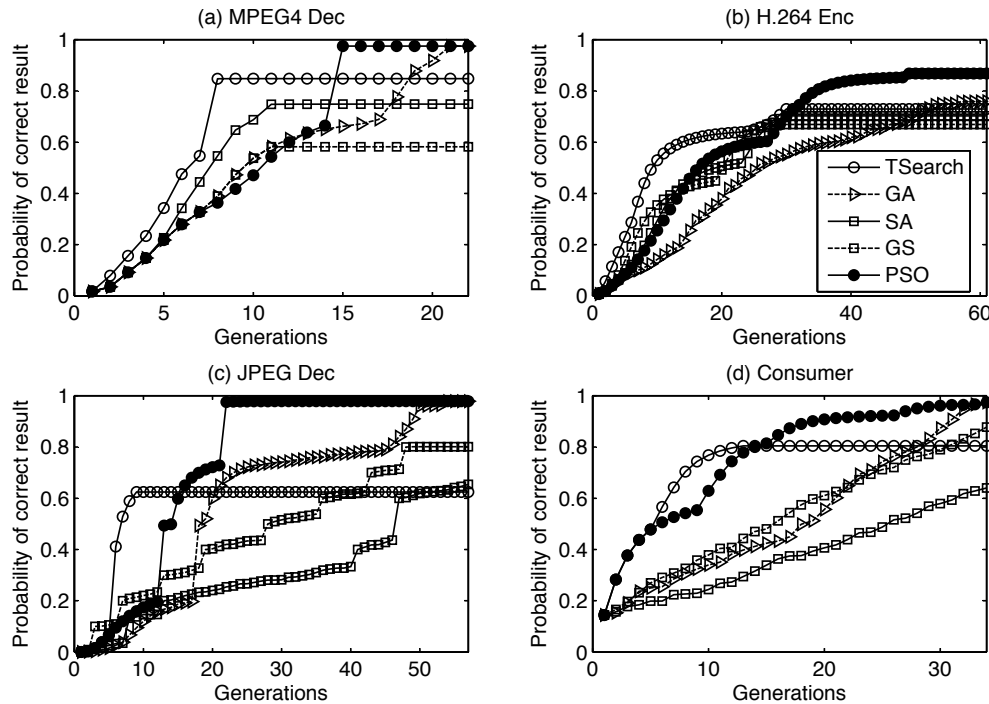 (a) MPEG4 Dec
Probability of correct result
1
0.8
0.6
0.4
0.2
0
5 10 15 20
Generations
(b) H.264 Enc
Probability of correct result
1
0.8
0.6
0.4
0.2
0
0 20 40 60
Generations
TSearch
GA
SA
GS
PSO
(c) JPEG Dec
Probability of correct result
1
0.8
0.6
0.4
0.2
0
0 10 20 30 40 50
Generations
(d) Consumer
Probability of correct result
1
0.8
0.6
0.4
0.2
0
0 10 20 30
Generations